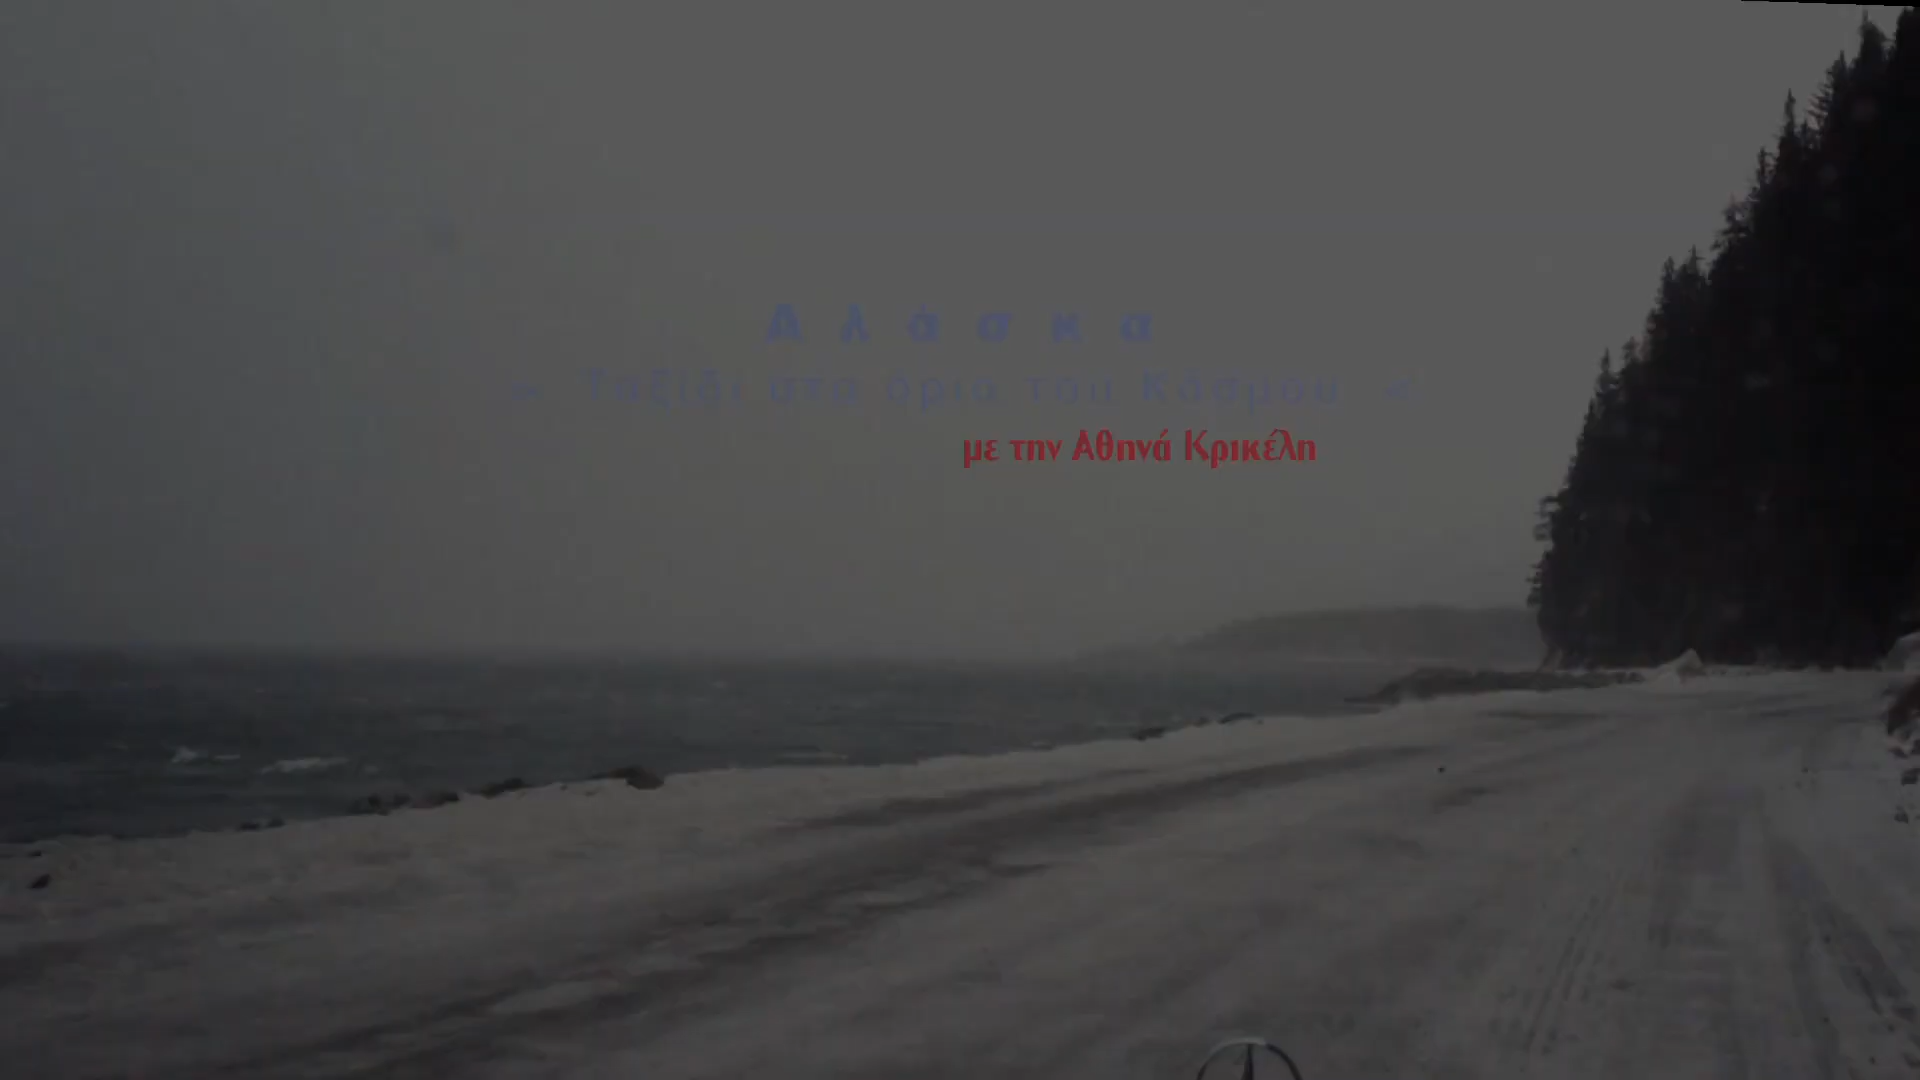 Αλάσκα
> Ταξίδι στα όρια του Κόσμου <
με την Αθηνά Κρικέλη